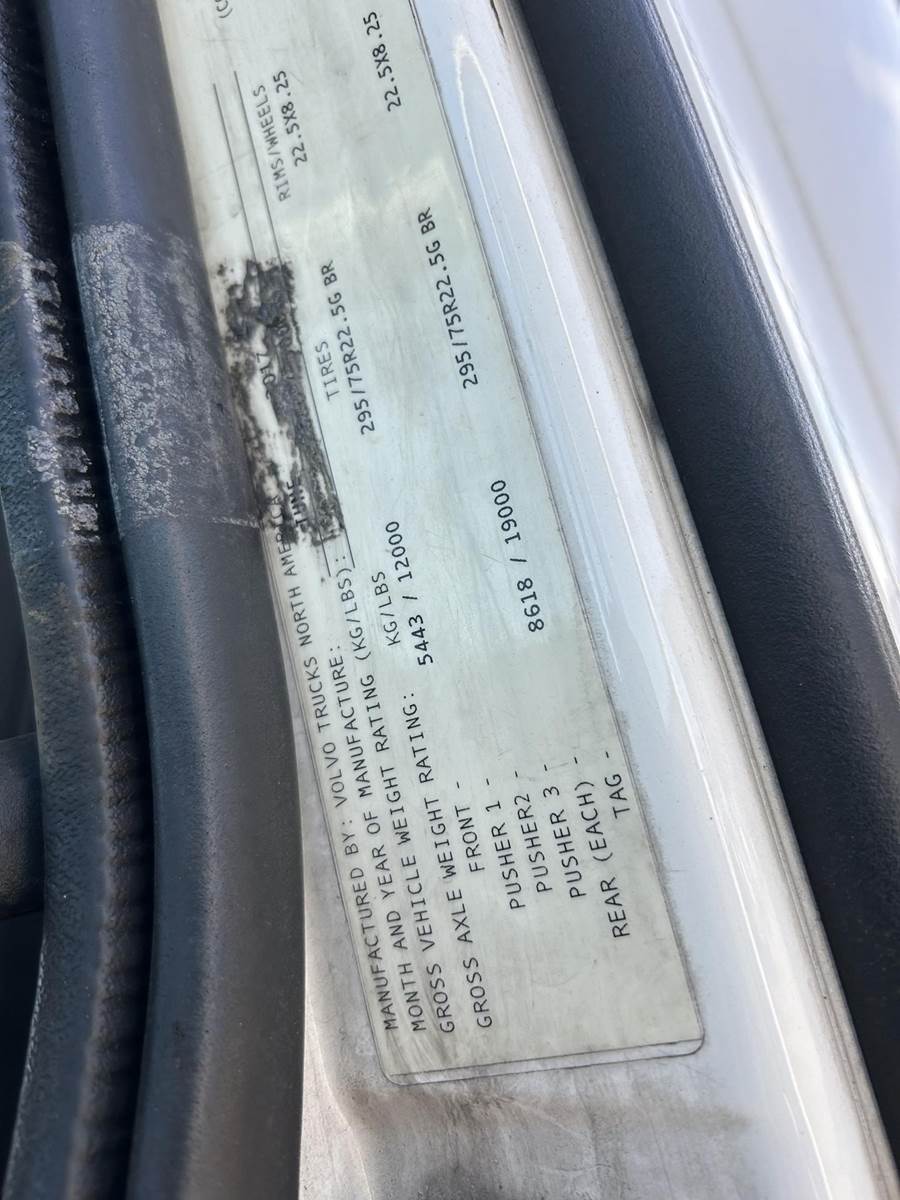 MANUFACTURED BY: VOLVO TRUCKS NORTH AMERICA
MONTH AND YEAR OF MANUFACTURE: JUNE
GROSS VEHICLE WEIGHT RATING (KG/LBS):
GROSS AXLE WEIGHT RATING: KG/LBS TIRES RIMS/WHEELS
FRONT - 5443 / 12000 295/75R22.5G BR 22.5X8.25
PUSHER 1 -
PUSHER2 -
PUSHER 3 -
REAR (EACH) - 8618 / 19000 295/75R22.5G BR 22.5X8.25
TAG -